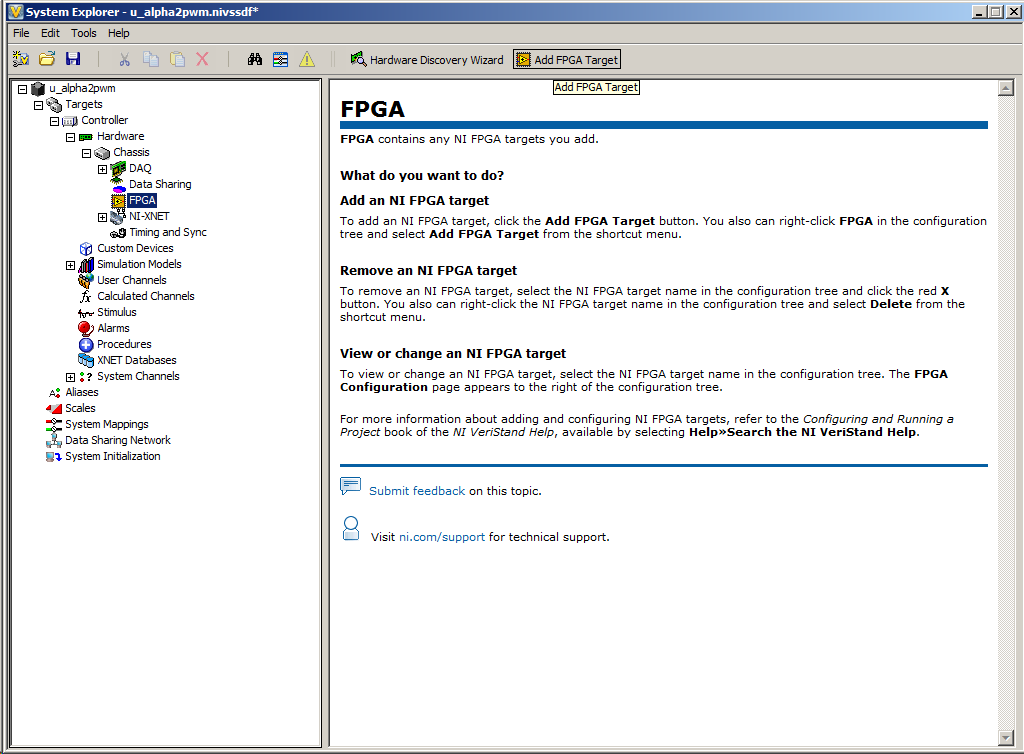 System Explorer - u_alpha2pwm.nivssdf*
File Edit Tools Help
Hardware Discovery Wizard Add FPGA Target
Add FPGA Target
u_alpha2pwm
Targets
Controller
Hardware
Chassis
DAQ
Data Sharing
FPGA
NI-XNET
Timing and Sync
Custom Devices
Simulation Models
User Channels
Calculated Channels
Stimulus
Alarms
Procedures
XNET Databases
System Channels
Aliases
Scales
System Mappings
Data Sharing Network
System Initialization
FPGA
FPGA contains any NI FPGA targets you add.
What do you want to do?
Add an NI FPGA target
To add an NI FPGA target, click the Add FPGA Target button. You also can right-click FPGA in the configuration
tree and select Add FPGA Target from the shortcut menu.
Remove an NI FPGA target
To remove an NI FPGA target, select the NI FPGA target name in the configuration tree and click the red X
button. You also can right-click the NI FPGA target name in the configuration tree and select Delete from the
shortcut menu.
View or change an NI FPGA target
To view or change an NI FPGA target, select the NI FPGA target name in the configuration tree. The FPGA
Configuration page appears to the right of the configuration tree.
For more information about adding and configuring NI FPGA targets, refer to the Configuring and Running a
Project book of the NI VeriStand Help, available by selecting Help»Search the NI VeriStand Help.
Submit feedback on this topic.
Visit ni.com/support for technical support.